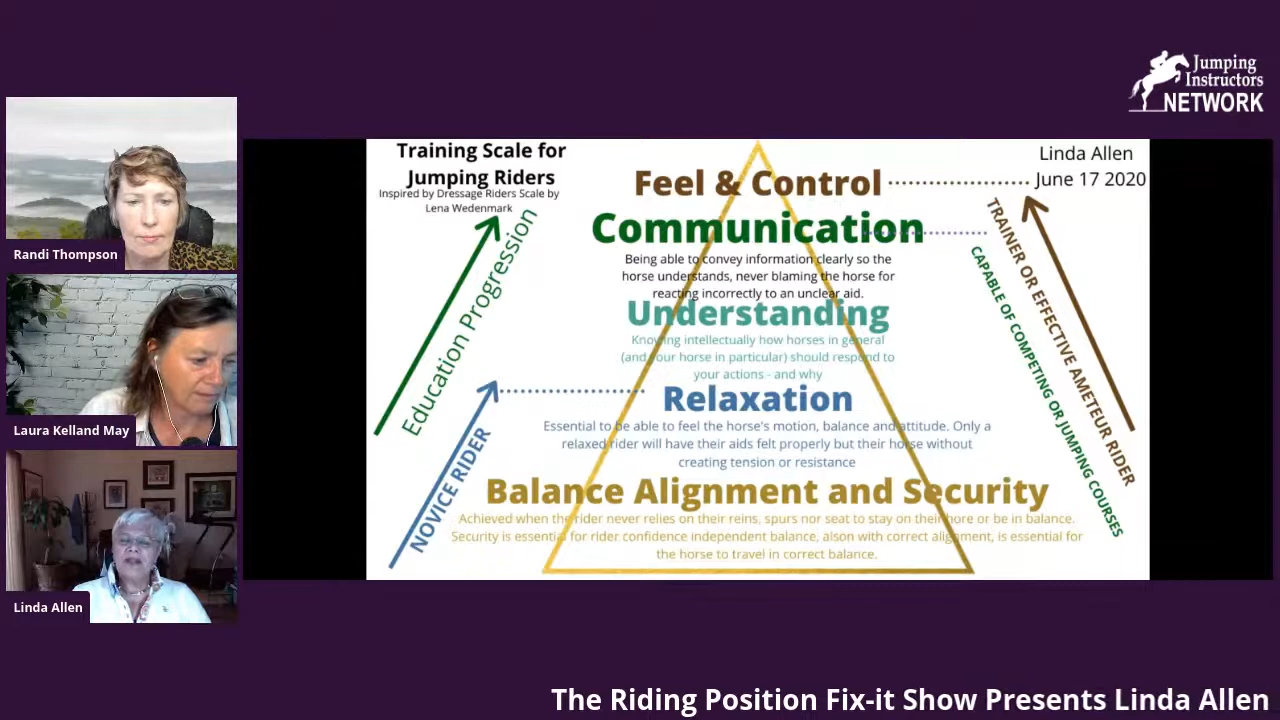 Jumping
Instructors
NETWORK
Randi Thompson
Laura Kelland May
Linda Allen
Training Scale for
Jumping Riders
Inspired by Dressage Riders Scale by
Lena Wedenmark
Linda Allen
June 17 2020
Feel & Control
Communication
Being able to convey information clearly so the
horse understands, never blaming the horse for
reacting incorrectly to an unclear aid.
Understanding
Knowing intellectually how horses in general
(and your horse in particular) should respond to
your actions - and why
Relaxation
Essential to be able to feel the horse's motion, balance and attitude. Only a
relaxed rider will have their aids felt properly but their horse without
creating tension or resistance
Balance Alignment and Security
Achieved when the rider never relies on their reins, spurs nor seat to stay on their hore or be in balance.
Security is essential for rider confidence independent balance, alson with correct alignment, is essential for
the horse to travel in correct balance.
Education Progression
NOVICE RIDER
TRAINER OR EFFECTIVE AMETEUR RIDER
CAPABLE OF COMPETING OR JUMPING COURSES
The Riding Position Fix-it Show Presents Linda Allen